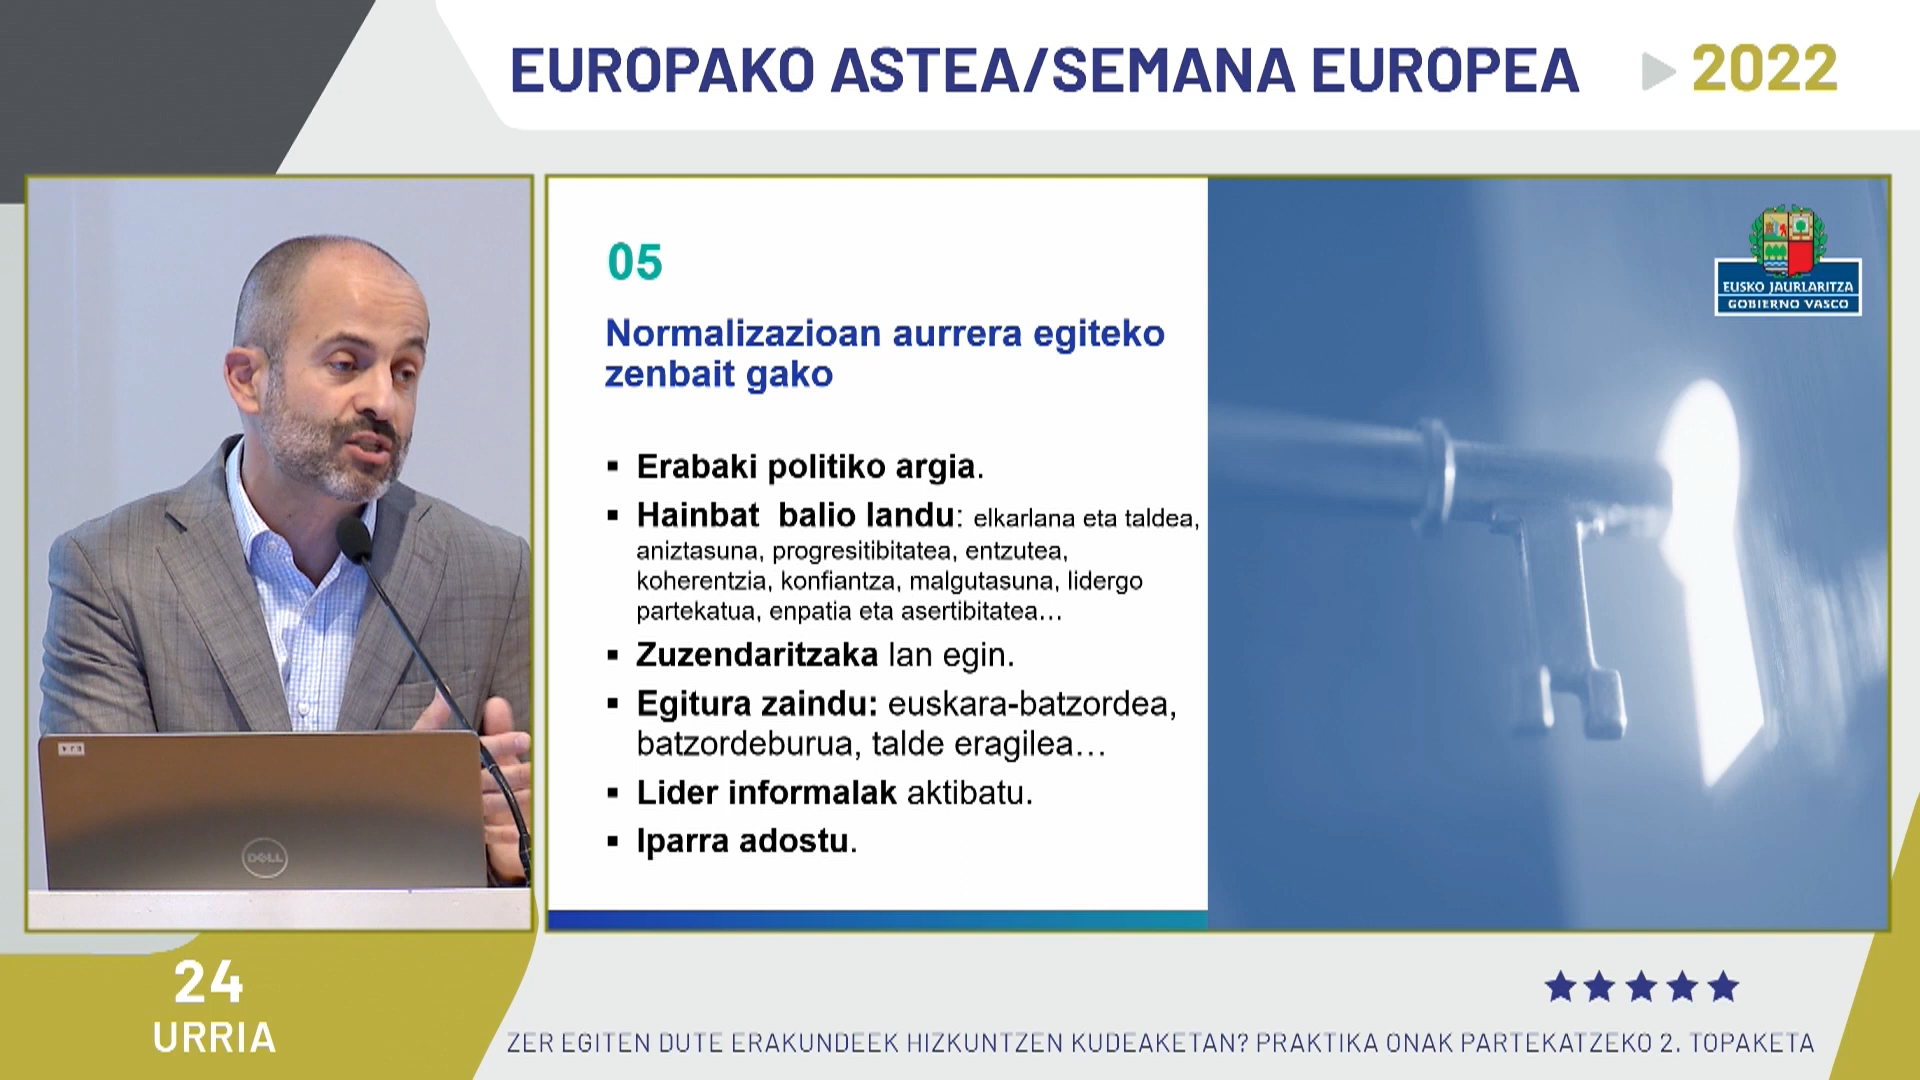 EUROPAKO ASTEA/SEMANA EUROPEA 2022
05
Normalizazioan aurrera egiteko
zenbait gako
▪ Erabaki politiko argia.
▪ Hainbat balio landu: elkarlana eta taldea,
aniztasuna, progresitibitatea, entzutea,
koherentzia, konfiantza, malgutasuna, lidergo
partekatua, enpatia eta asertibitatea…
▪ Zuzendaritzaka lan egin.
▪ Egitura zaindu: euskara-batzordea,
batzordeburua, talde eragilea…
▪ Lider informalak aktibatu.
▪ Iparra adostu.
EUSKO JAURLARITZA
GOBIERNO VASCO
DELL
24
URRIA
ZER EGITEN DUTE ERAKUNDEEK HIZKUNTZEN KUDEAKETAN? PRAKTIKA ONAK PARTEKATZEKO 2. TOPAKETA